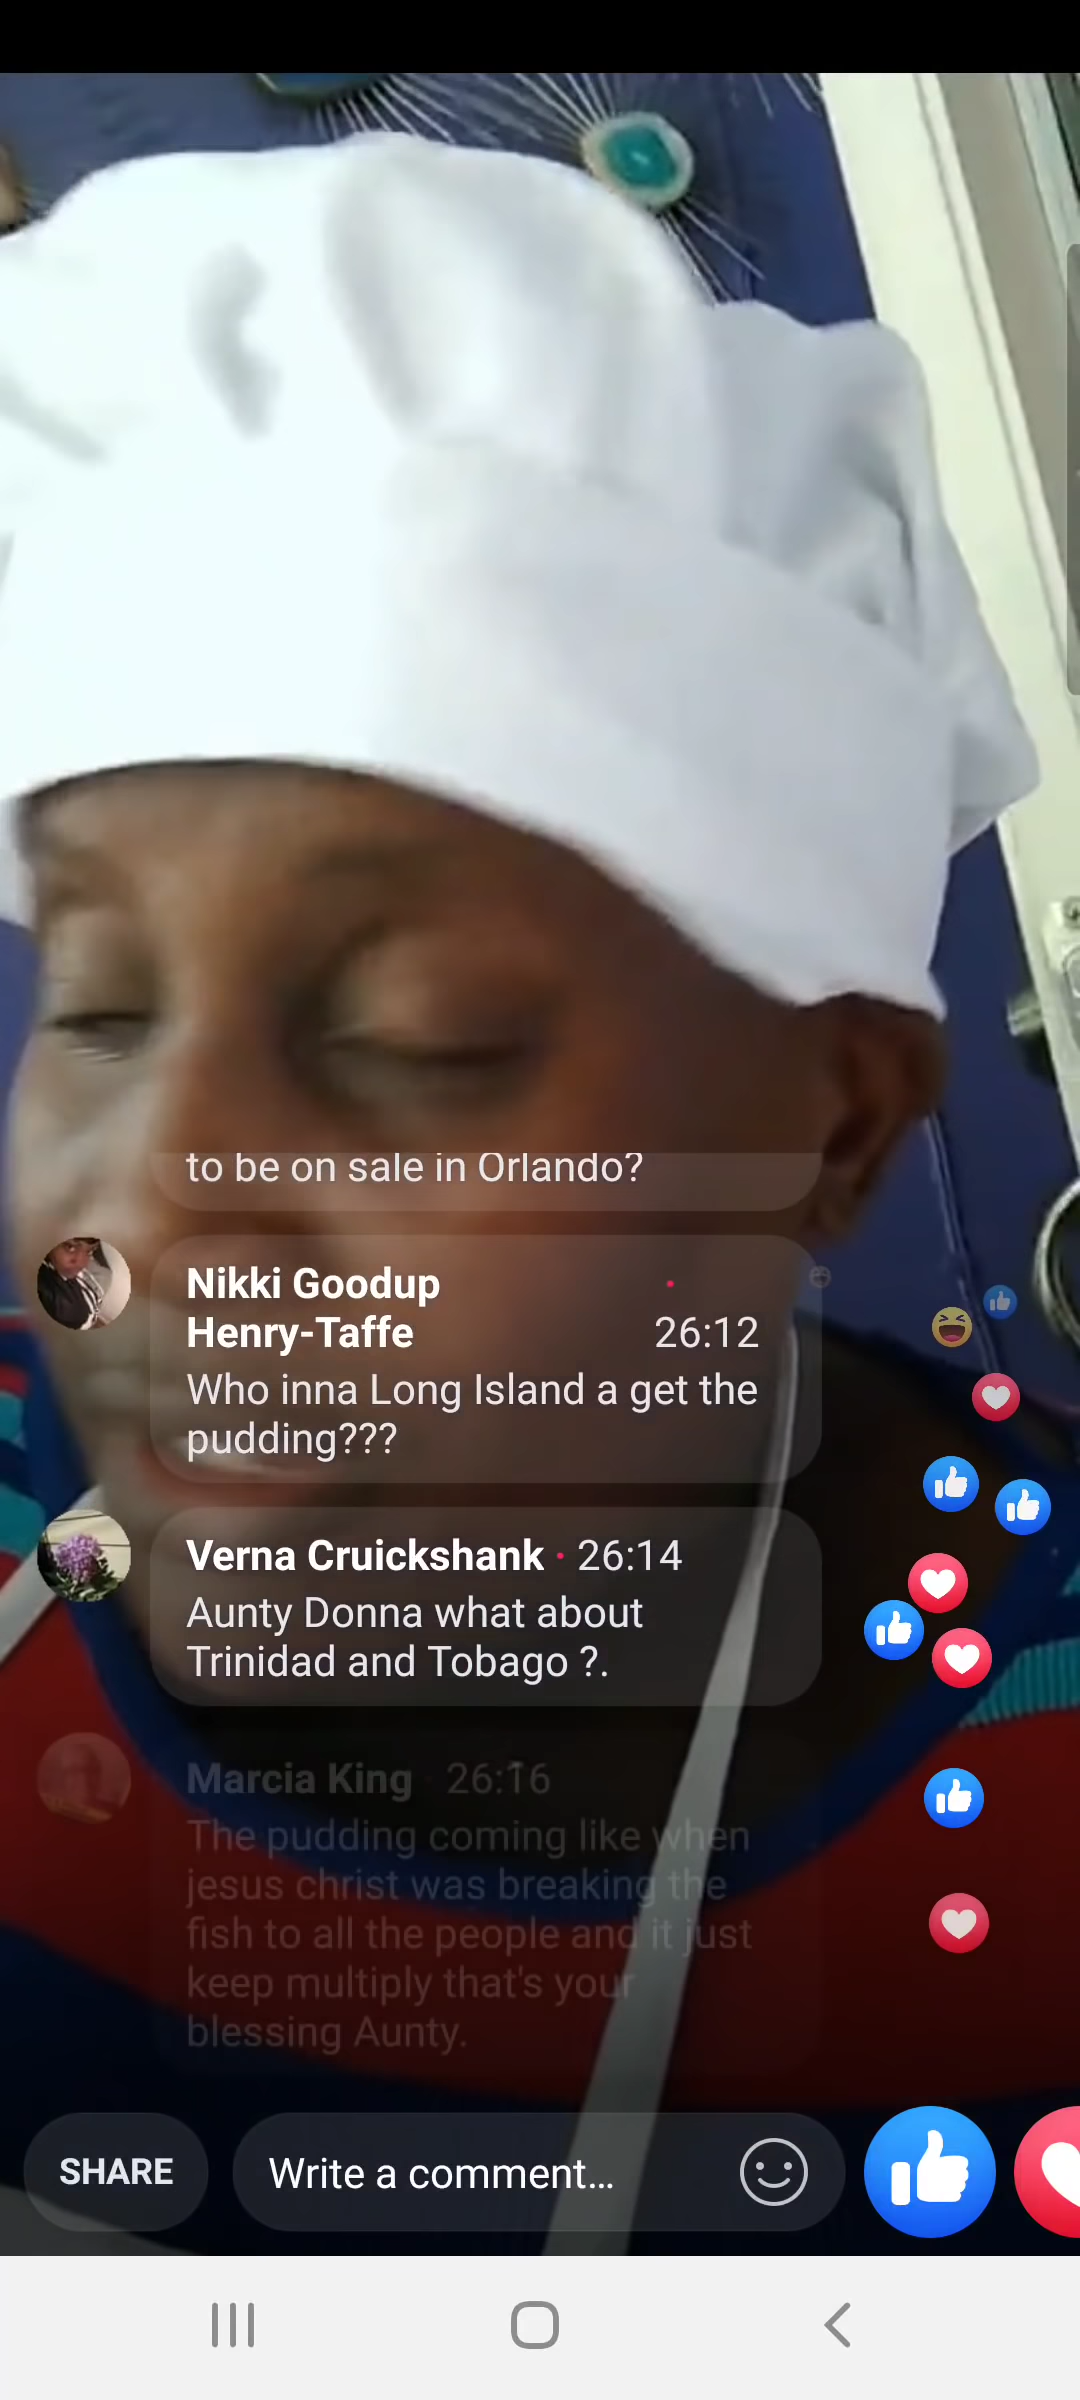 to be on sale in Orlando?
Nikki Goodup
Henry-Taffe 26:12
Who inna Long Island a get the
pudding???
Verna Cruickshank · 26:14
Aunty Donna what about
Trinidad and Tobago ?.
Marcia King · 26:16
The pudding coming like when
jesus christ was breaking the
fish to all the people and it just
keep multiply that's your
blessing Aunty.
SHARE
Write a comment...